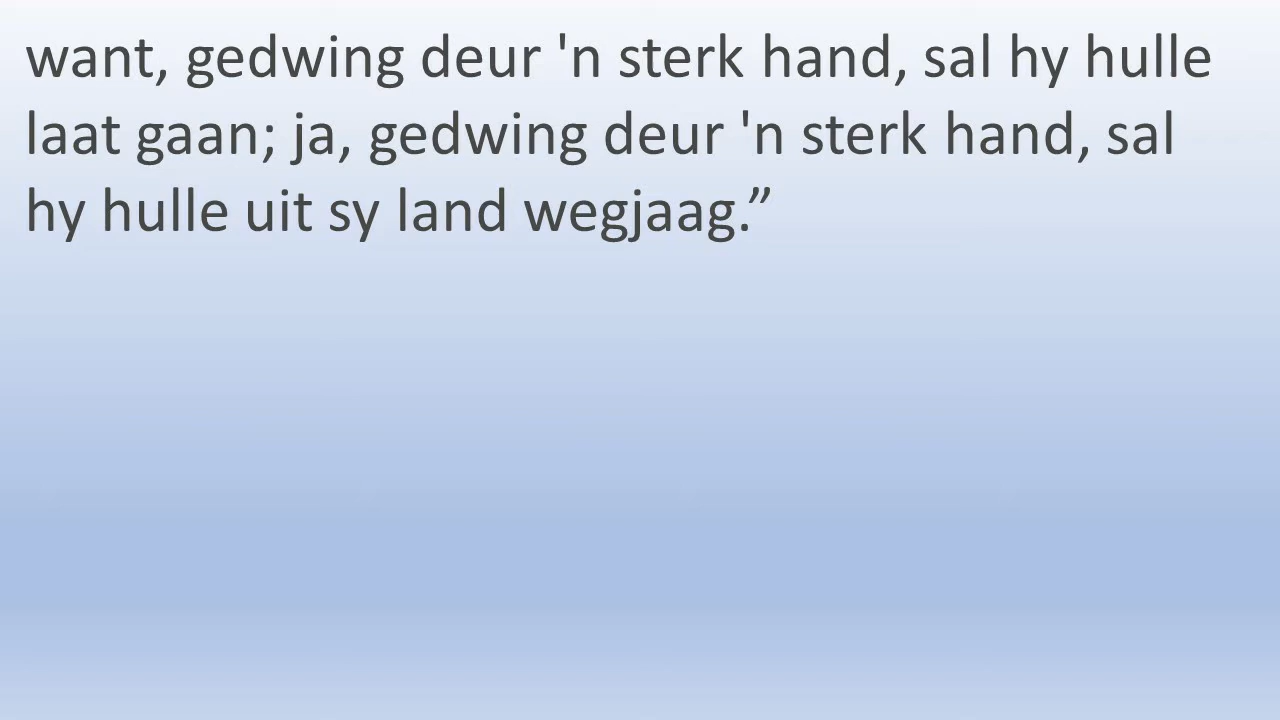 want, gedwing deur 'n sterk hand, sal hy hulle
laat gaan; ja, gedwing deur 'n sterk hand, sal
hy hulle uit sy land wegjaag.”